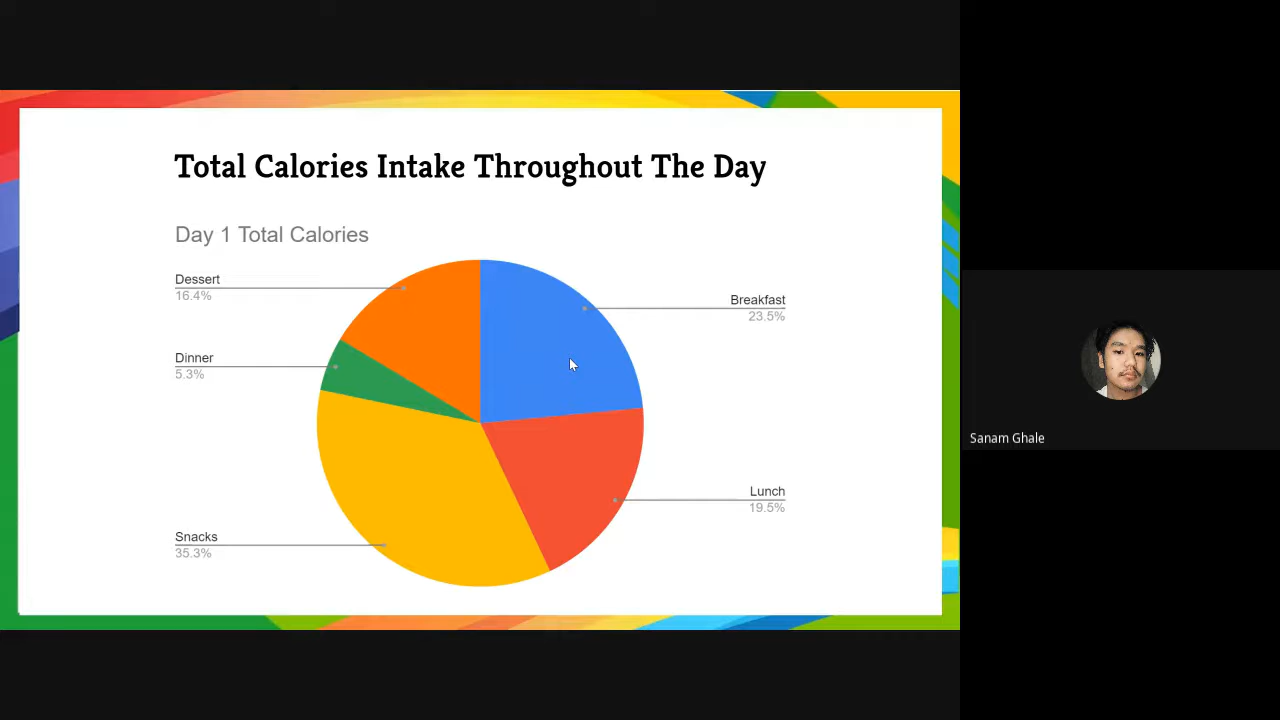 Total Calories Intake Throughout The Day
Day 1 Total Calories
Dessert
16.4%
Breakfast
23.5%
Dinner
5.3%
Lunch
19.5%
Snacks
35.3%
Sanam Ghale